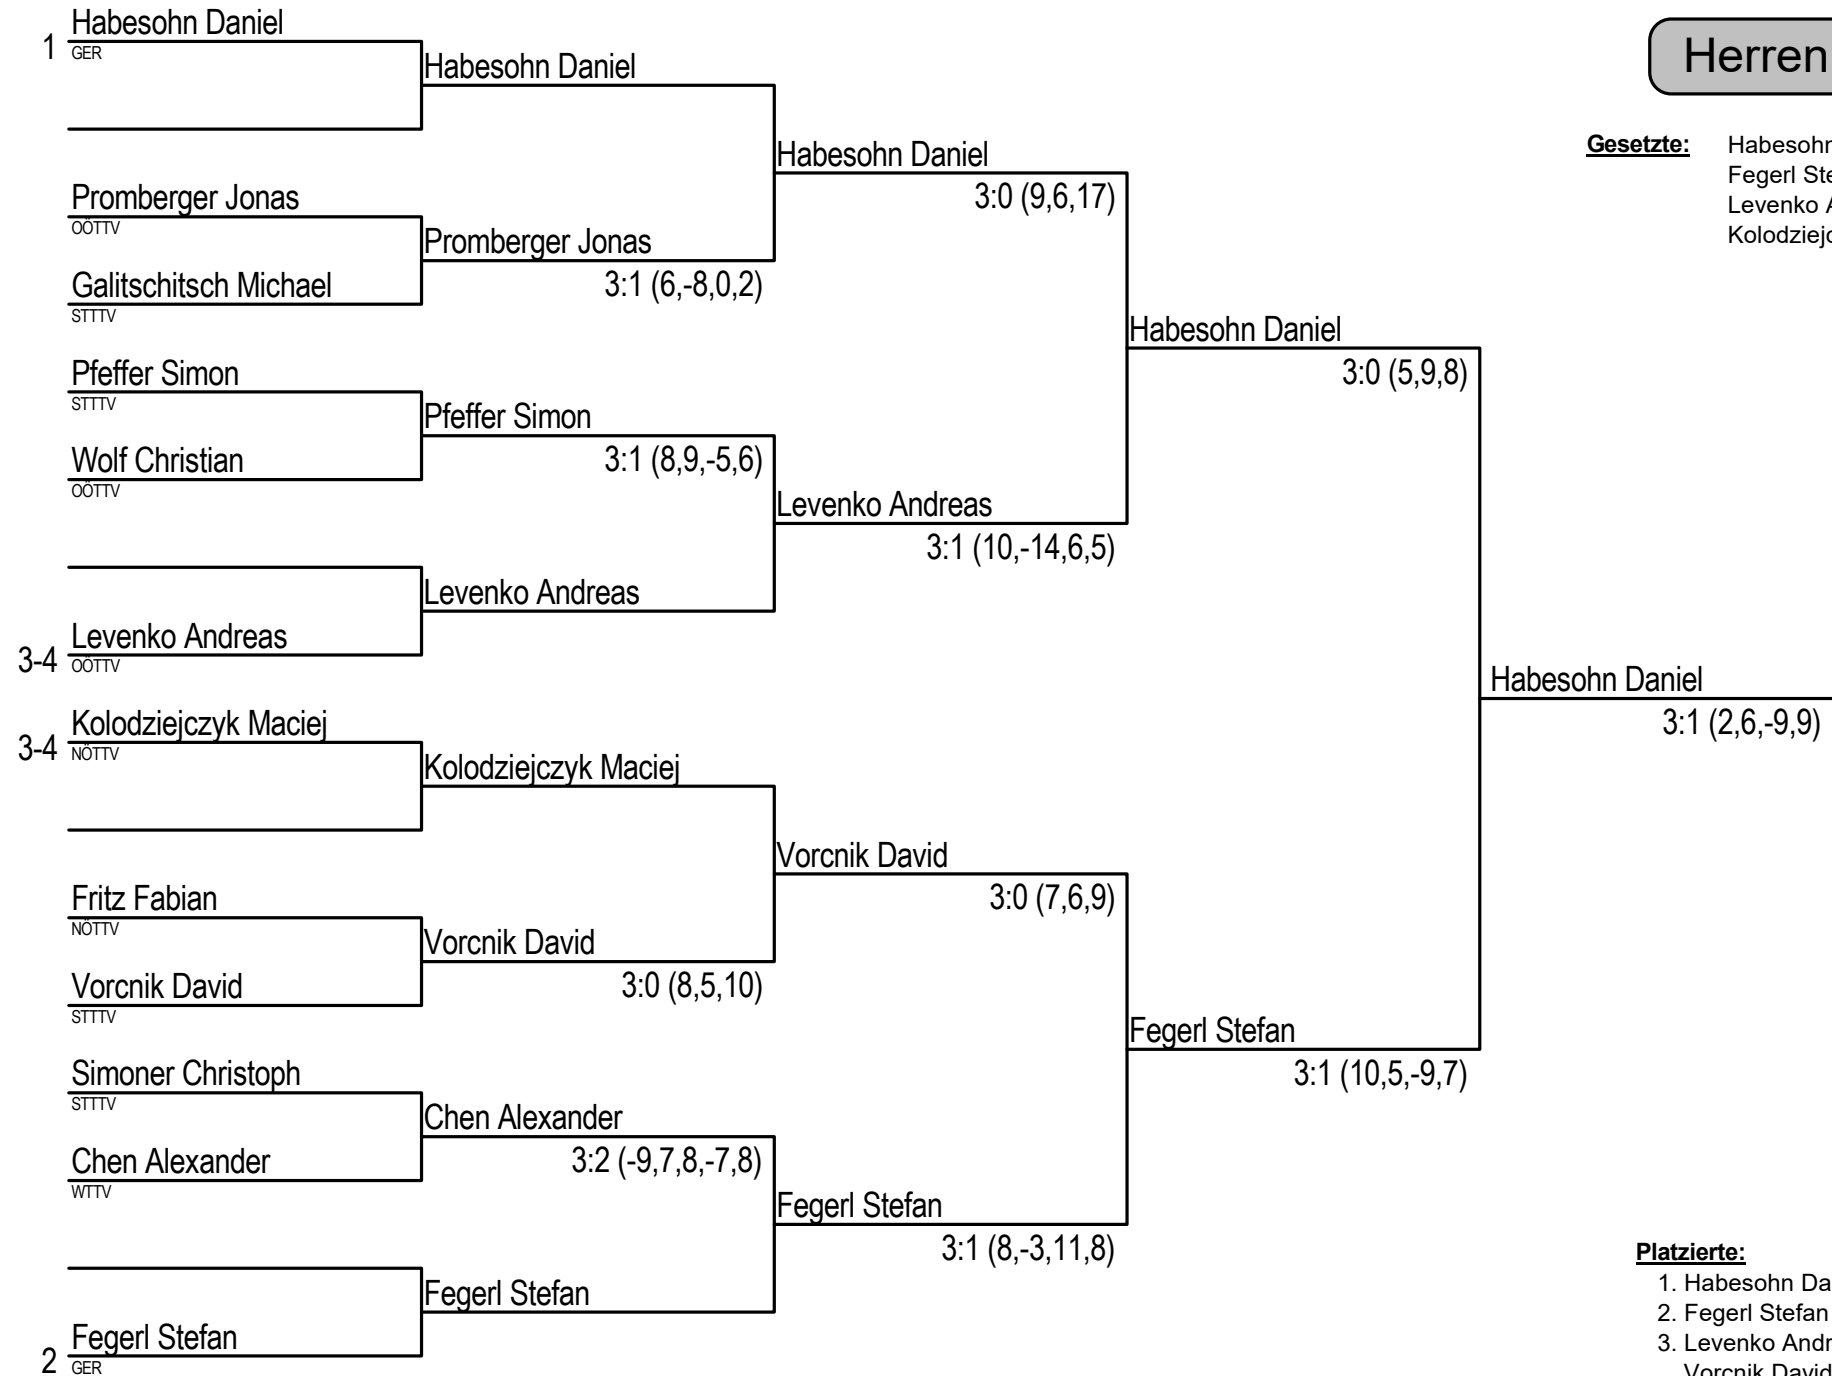 Habesohn Daniel
1
GER
Habesohn Daniel
Habesohn Daniel
3:0 (9,6,17)
Promberger Jonas
OÖTTV
Promberger Jonas
3:1 (6,-8,0,2)
Galitschitsch Michael
STTTV
Habesohn Daniel
3:0 (5,9,8)
Pfeffer Simon
STTTV
Pfeffer Simon
3:1 (8,9,-5,6)
Wolf Christian
OÖTTV
Levenko Andreas
3:1 (10,-14,6,5)
Levenko Andreas
Levenko Andreas
3-4
OÖTTV
Habesohn Daniel
3:1 (2,6,-9,9)
Kolodziejczyk Maciej
3-4
NÖTTV
Kolodziejczyk Maciej
Vorcnik David
3:0 (7,6,9)
Fritz Fabian
NÖTTV
Vorcnik David
3:0 (8,5,10)
Vorcnik David
STTTV
Fegerl Stefan
3:1 (10,5,-9,7)
Simoner Christoph
STTTV
Chen Alexander
3:2 (-9,7,8,-7,8)
Chen Alexander
WTTV
Fegerl Stefan
3:1 (8,-3,11,8)
Fegerl Stefan
Fegerl Stefan
2
GER
Herren
Gesetzte:
Habesohn
Fegerl Ste
Levenko
Kolodziejc
Platzierte:
1. Habesohn Da
2. Fegerl Stefan
3. Levenko Andr
Vorcnik David